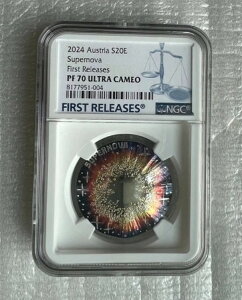 2024 Austria S20E
Supernova
First Releases
PF 70 ULTRA CAMEO
8177951-004
FIRST RELEASES®
NGC